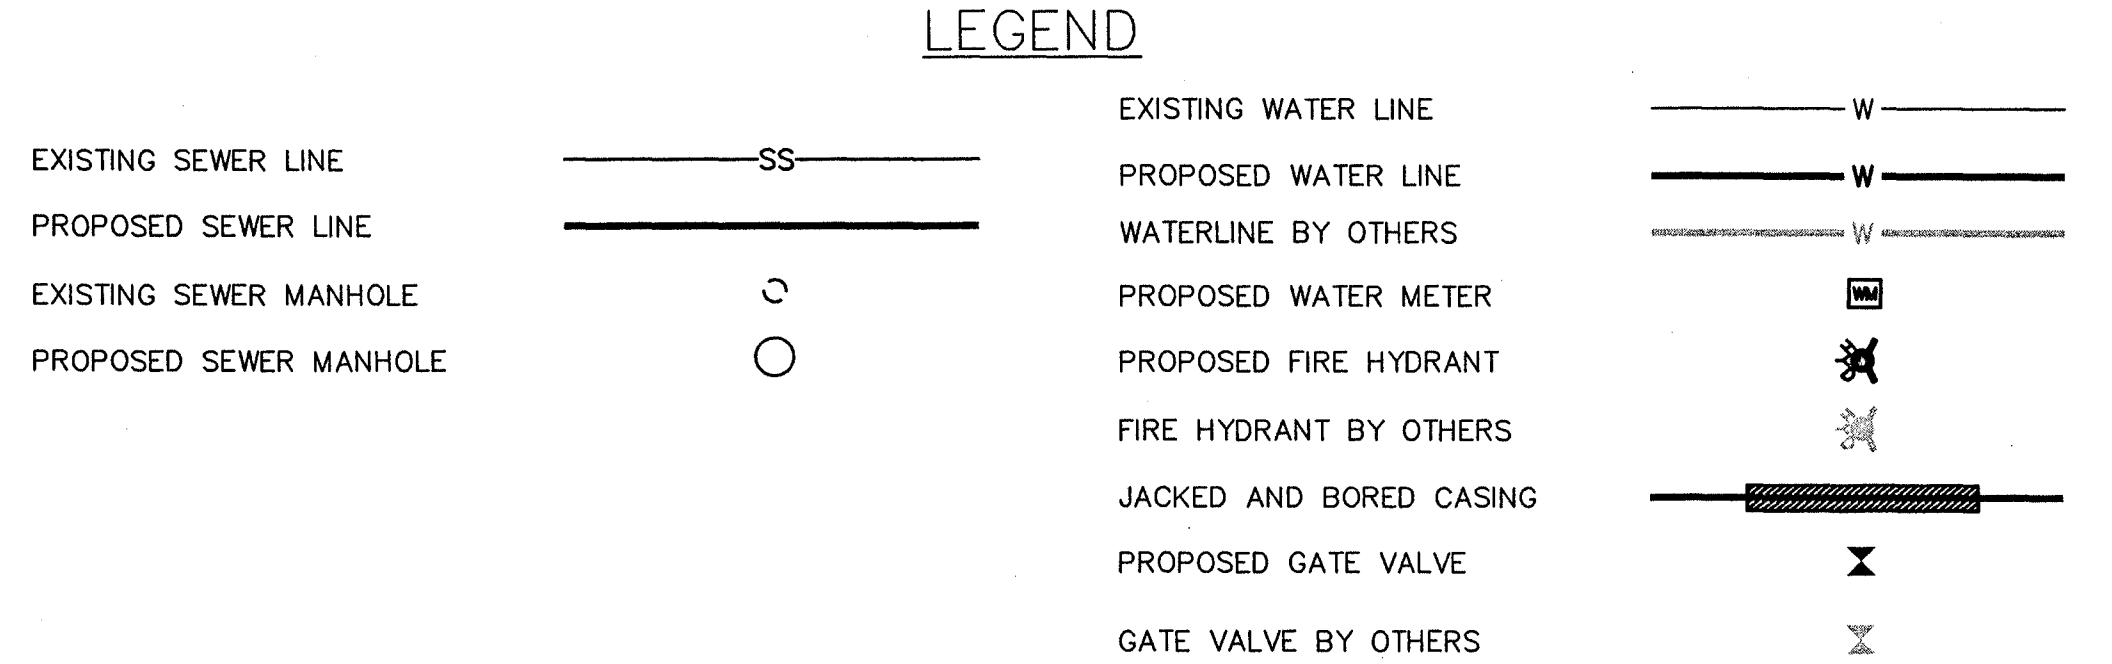 LEGEND
EXISTING SEWER LINE SS
PROPOSED SEWER LINE
EXISTING SEWER MANHOLE
PROPOSED SEWER MANHOLE
EXISTING WATER LINE W
PROPOSED WATER LINE W
WATERLINE BY OTHERS W
PROPOSED WATER METER WM
PROPOSED FIRE HYDRANT
FIRE HYDRANT BY OTHERS
JACKED AND BORED CASING
PROPOSED GATE VALVE
GATE VALVE BY OTHERS